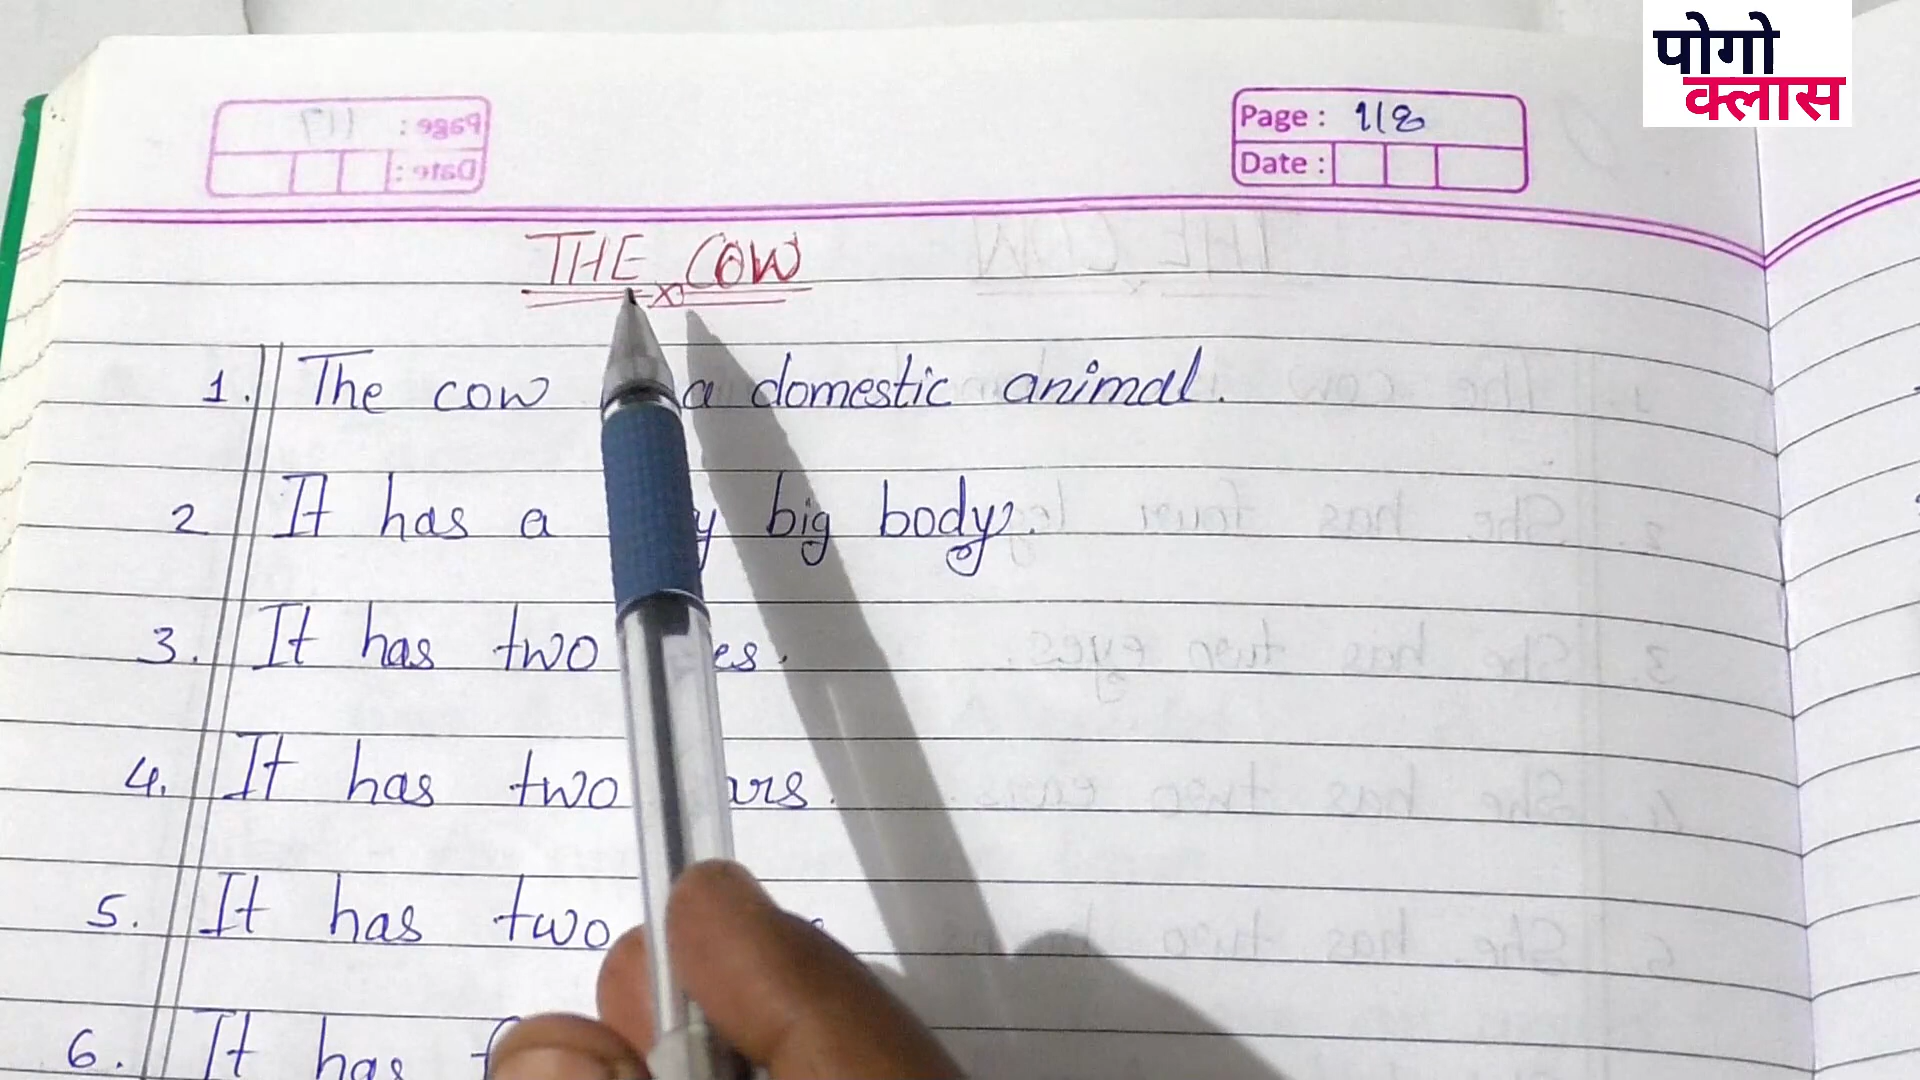 पोगो
क्लास
Page : 118
Date :
THE COW
1. The cow a domestic animal.
2 It has a big body.
3. It has two
4. It has two
5. It has two
6. It has